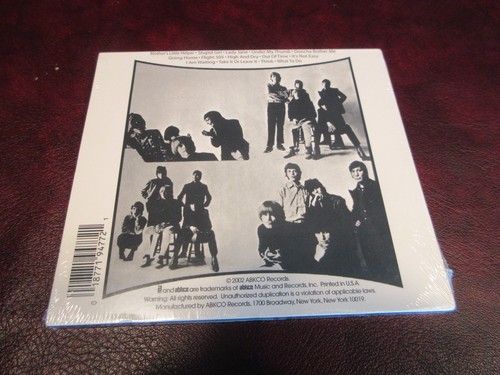 Mother's Little Helper • Stupid Girl • Lady Jane • Under My Thumb • Doncha Bother Me
Going Home • Flight 505 • High And Dry • Out Of Time • It's Not Easy
I Am Waiting • Take It Or Leave It • Think • What To Do
0 18771 94772 1
© 2002 ABKCO Records.
and abkco are trademarks of abkco Music and Records, Inc. Printed in U.S.A.
Warning: All rights reserved. Unauthorized duplication is a violation of applicable laws.
Manufactured by ABKCO Records, 1700 Broadway, New York, New York 10019.